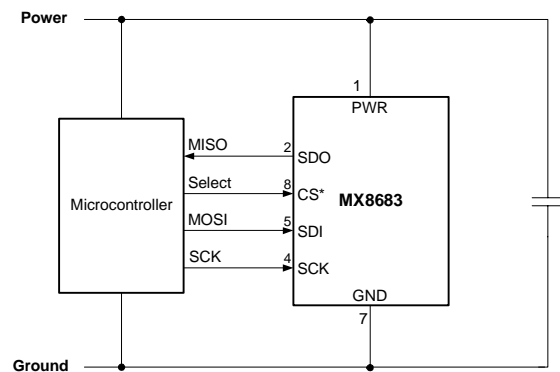 Power
1
PWR
MISO
2
SDO
Select
8
CS*
MX8683
Microcontroller
MOSI
5
SDI
SCK
4
SCK
GND
7
Ground